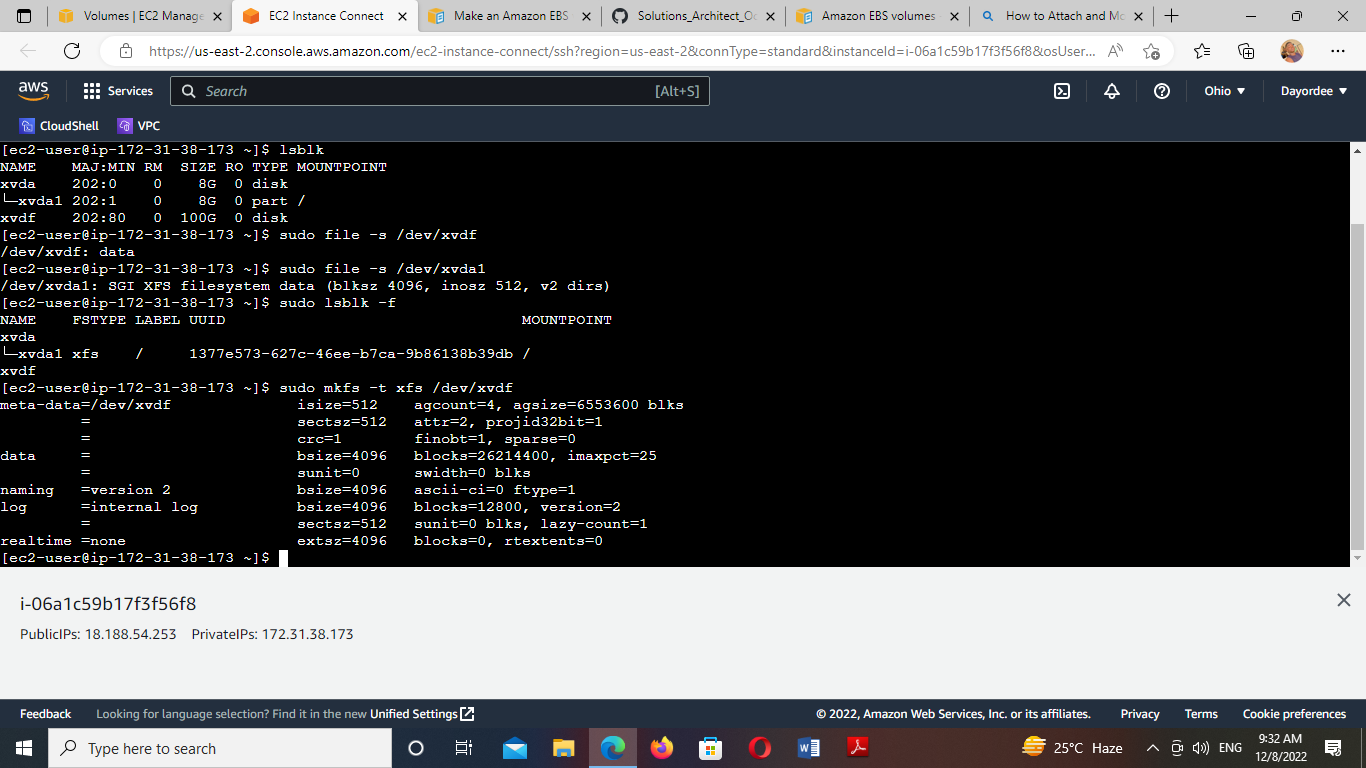 Volumes | EC2 Manage
EC2 Instance Connect
Make an Amazon EBS
Solutions_Architect_Oc
Amazon EBS volumes -
How to Attach and Mo
https://us-east-2.console.aws.amazon.com/ec2-instance-connect/ssh?region=us-east-2&connType=standard&instanceId=i-06a1c59b17f3f56f8&osUser...
aws
Services
Search [Alt+S]
Ohio
Dayordee
CloudShell
VPC
[ec2-user@ip-172-31-38-173 ~]$ lsblk
NAME    MAJ:MIN RM  SIZE RO TYPE MOUNTPOINT
xvda    202:0    0    8G  0 disk
└─xvda1 202:1    0    8G  0 part /
xvdf    202:80   0  100G  0 disk
[ec2-user@ip-172-31-38-173 ~]$ sudo file -s /dev/xvdf
/dev/xvdf: data
[ec2-user@ip-172-31-38-173 ~]$ sudo file -s /dev/xvda1
/dev/xvda1: SGI XFS filesystem data (blksz 4096, inosz 512, v2 dirs)
[ec2-user@ip-172-31-38-173 ~]$ sudo lsblk -f
NAME    FSTYPE LABEL UUID                                 MOUNTPOINT
xvda
└─xvda1 xfs    /     1377e573-627c-46ee-b7ca-9b86138b39db /
xvdf
[ec2-user@ip-172-31-38-173 ~]$ sudo mkfs -t xfs /dev/xvdf
meta-data=/dev/xvdf              isize=512    agcount=4, agsize=6553600 blks
         =                       sectsz=512   attr=2, projid32bit=1
         =                       crc=1        finobt=1, sparse=0
data     =                       bsize=4096   blocks=26214400, imaxpct=25
         =                       sunit=0      swidth=0 blks
naming   =version 2              bsize=4096   ascii-ci=0 ftype=1
log      =internal log           bsize=4096   blocks=12800, version=2
         =                       sectsz=512   sunit=0 blks, lazy-count=1
realtime =none                   extsz=4096   blocks=0, rtextents=0
[ec2-user@ip-172-31-38-173 ~]$
i-06a1c59b17f3f56f8
PublicIPs: 18.188.54.253 PrivateIPs: 172.31.38.173
Feedback Looking for language selection? Find it in the new Unified Settings © 2022, Amazon Web Services, Inc. or its affiliates. Privacy Terms Cookie preferences
Type here to search
25°C Haze
ENG
9:32 AM
12/8/2022